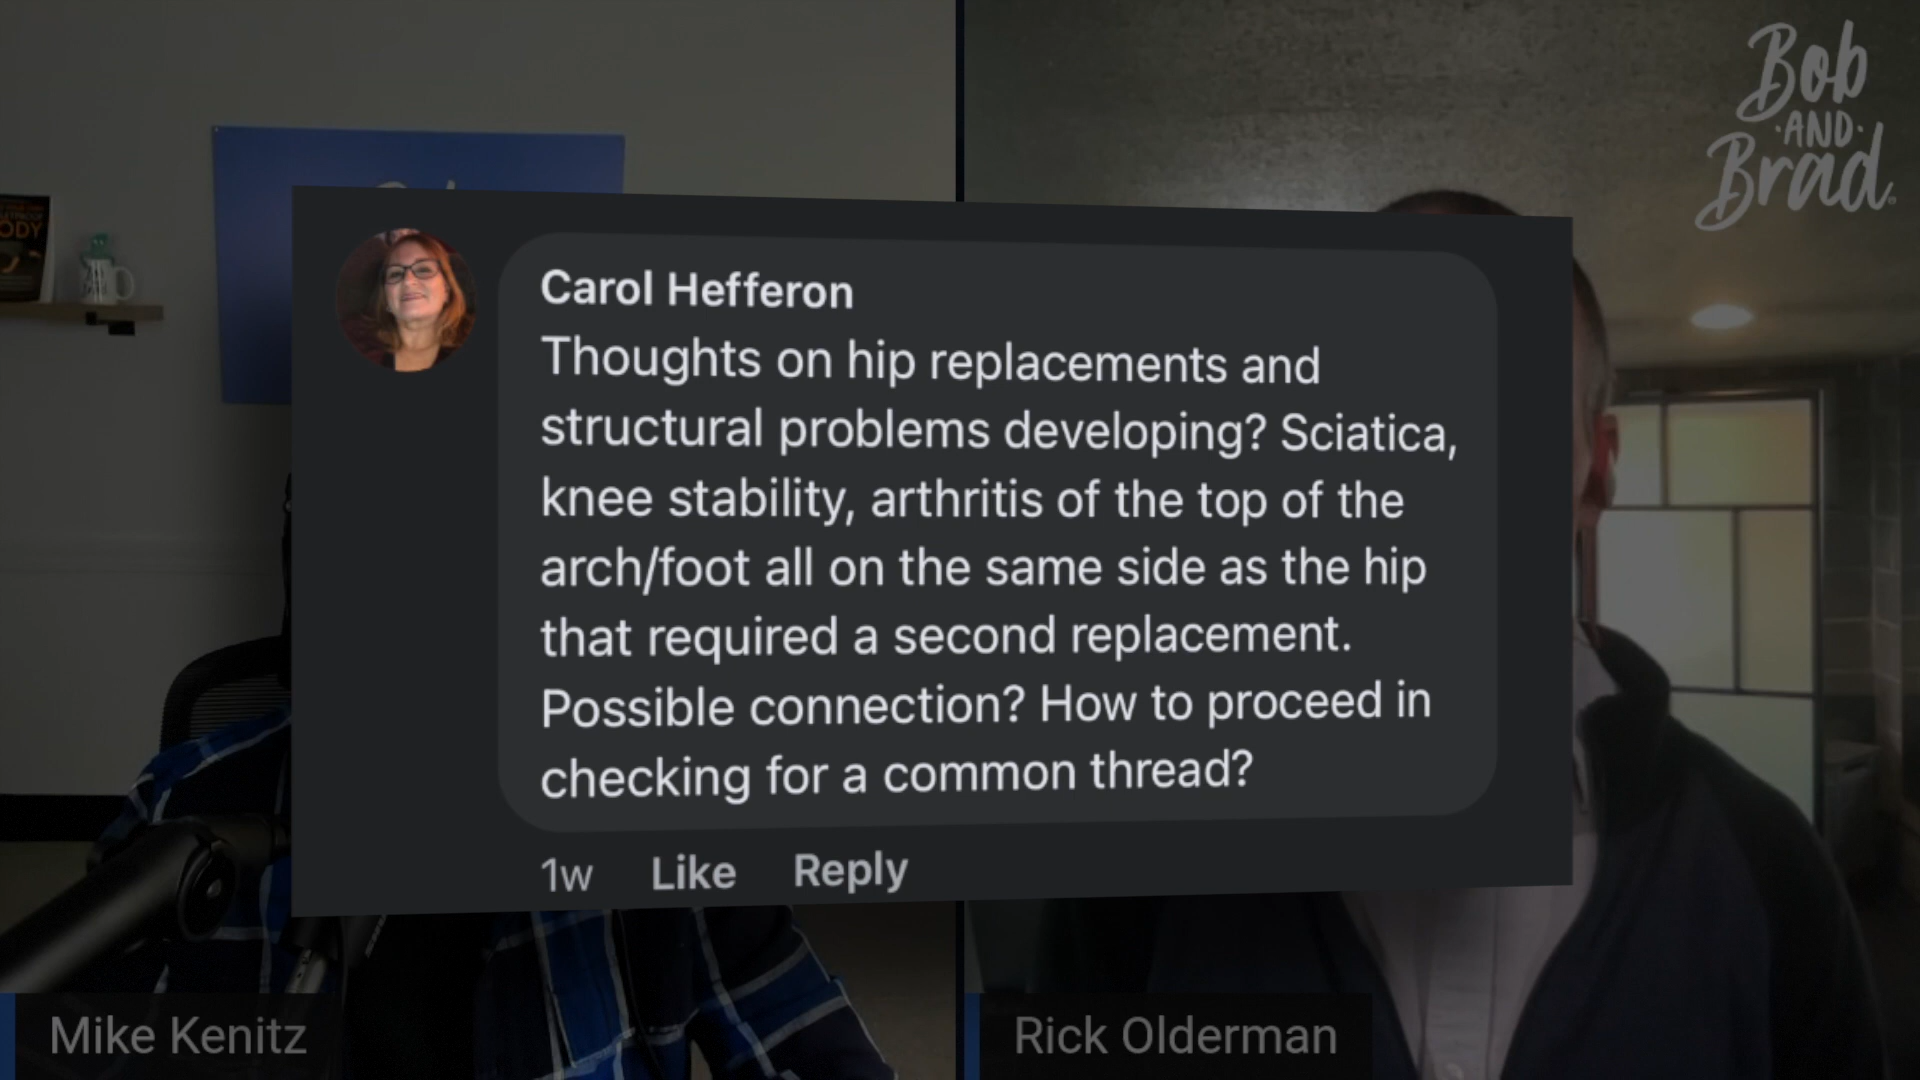 Bob
·AND·
Brad
ODY
Carol Hefferon
Thoughts on hip replacements and
structural problems developing? Sciatica,
knee stability, arthritis of the top of the
arch/foot all on the same side as the hip
that required a second replacement.
Possible connection? How to proceed in
checking for a common thread?
1w Like Reply
Mike Kenitz
Rick Olderman